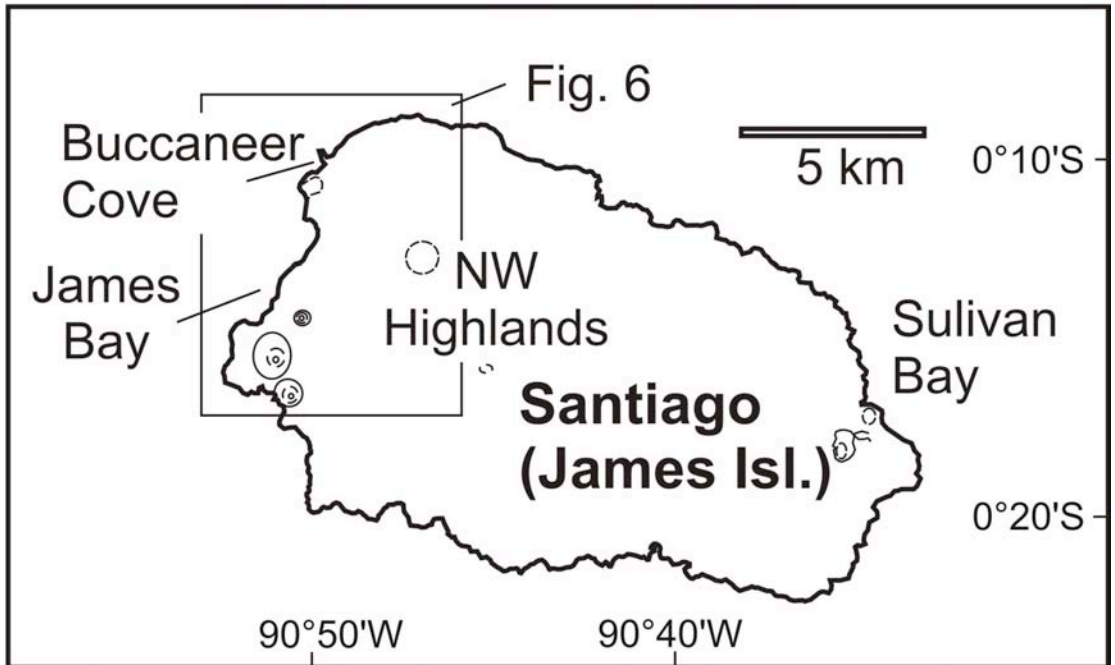 Fig. 6
Buccaneer
Cove
5 km
0°10'S
James
Bay
NW
Highlands
Sulivan
Bay
Santiago
(James Isl.)
0°20'S
90°50'W
90°40'W